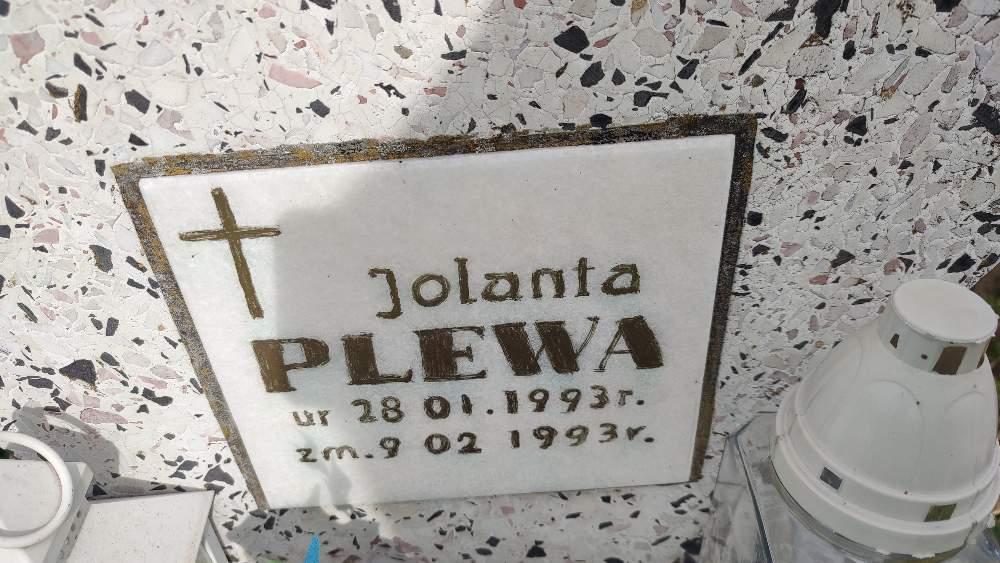 Jolanta
PLEWA
ur 28 01.1993r.
zm. 9 02 1993r.